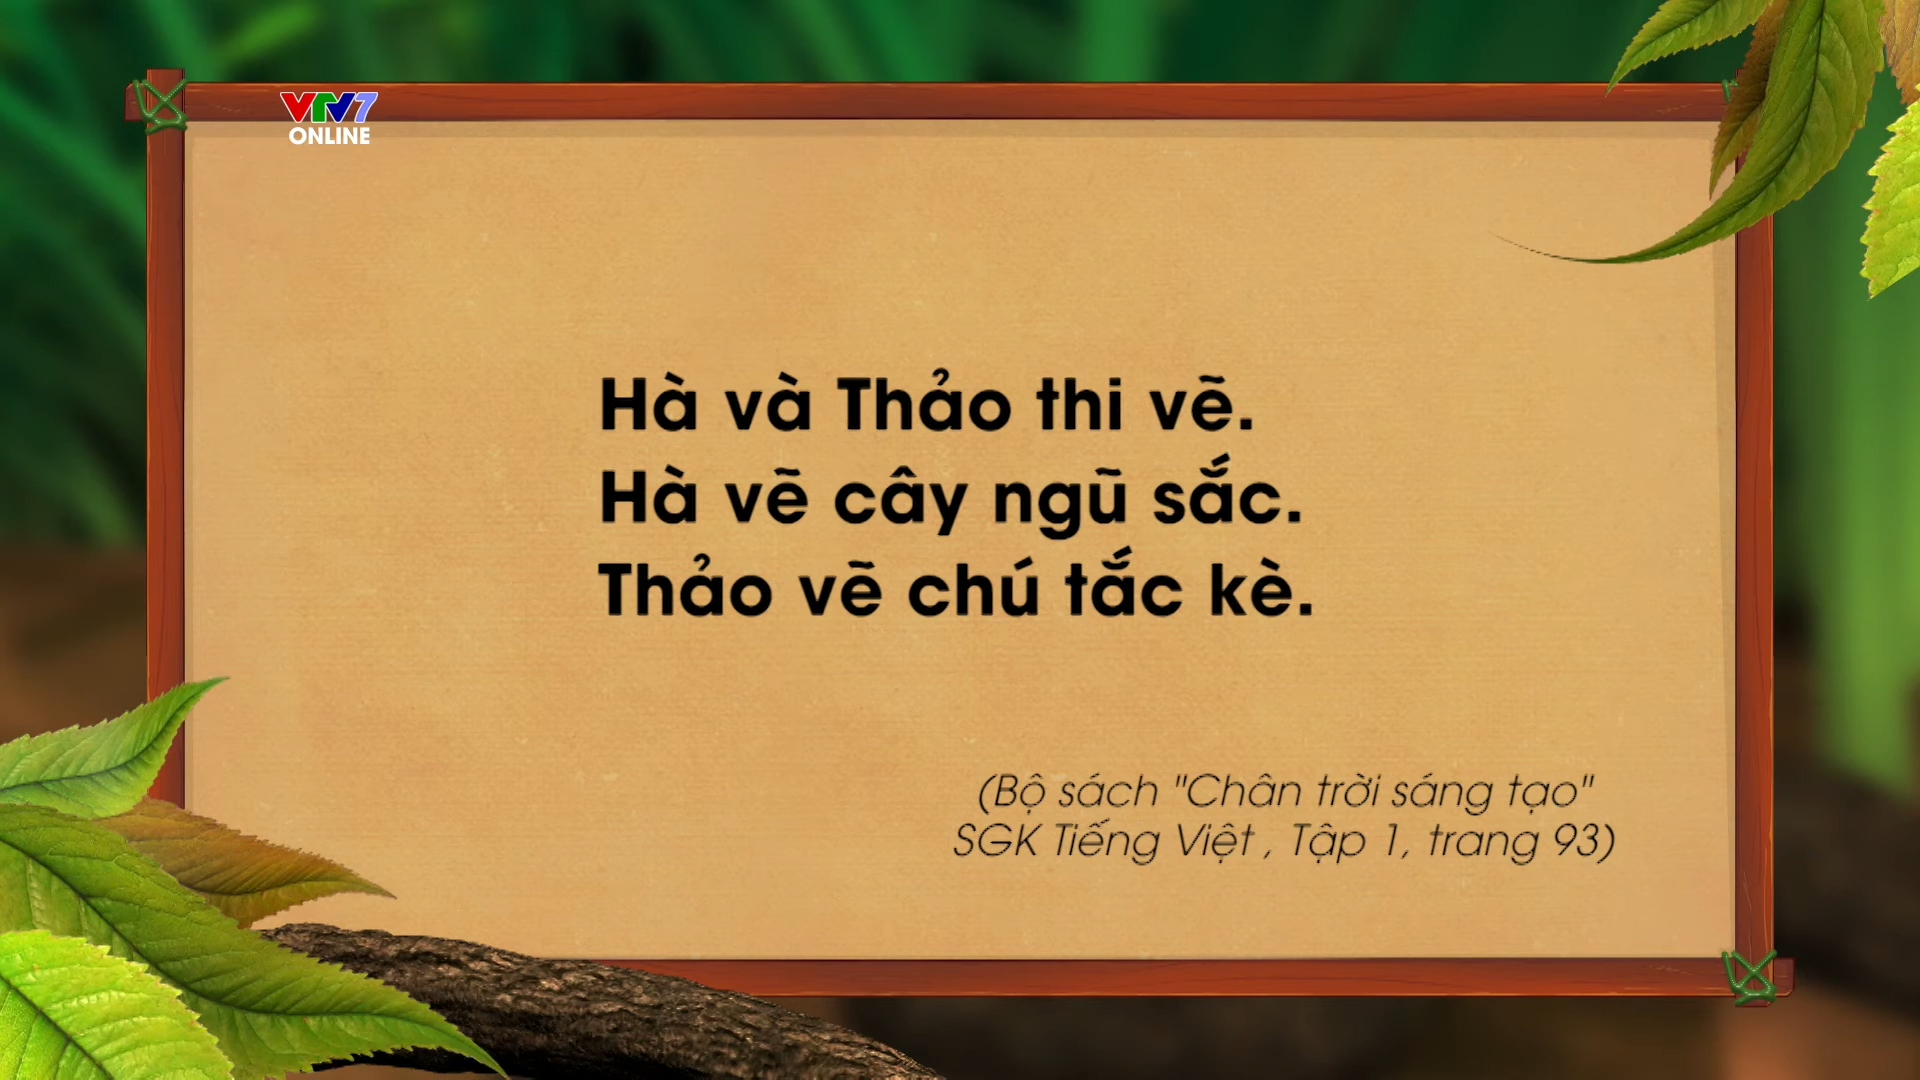 VTV7
ONLINE
Hà và Thảo thi vẽ.
Hà vẽ cây ngũ sắc.
Thảo vẽ chú tắc kè.
(Bộ sách "Chân trời sáng tạo"
SGK Tiếng Việt , Tập 1, trang 93)